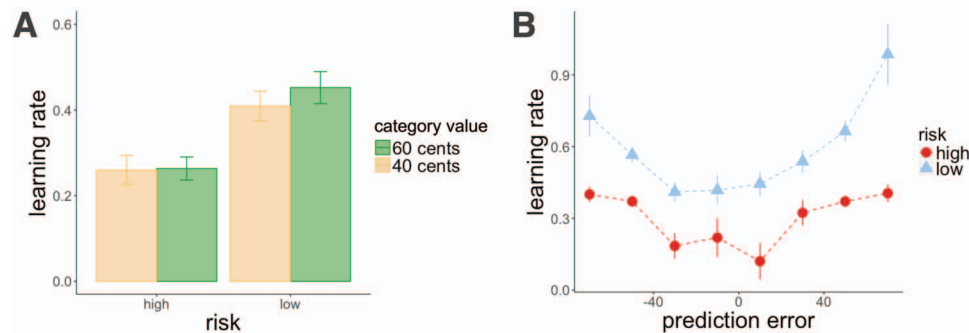 A
learning rate
0.6
0.4
0.2
0.0
high
low
risk
category value
60 cents
40 cents
B
learning rate
0.9
0.6
0.3
0.0
-40
0
40
prediction error
risk
high
low